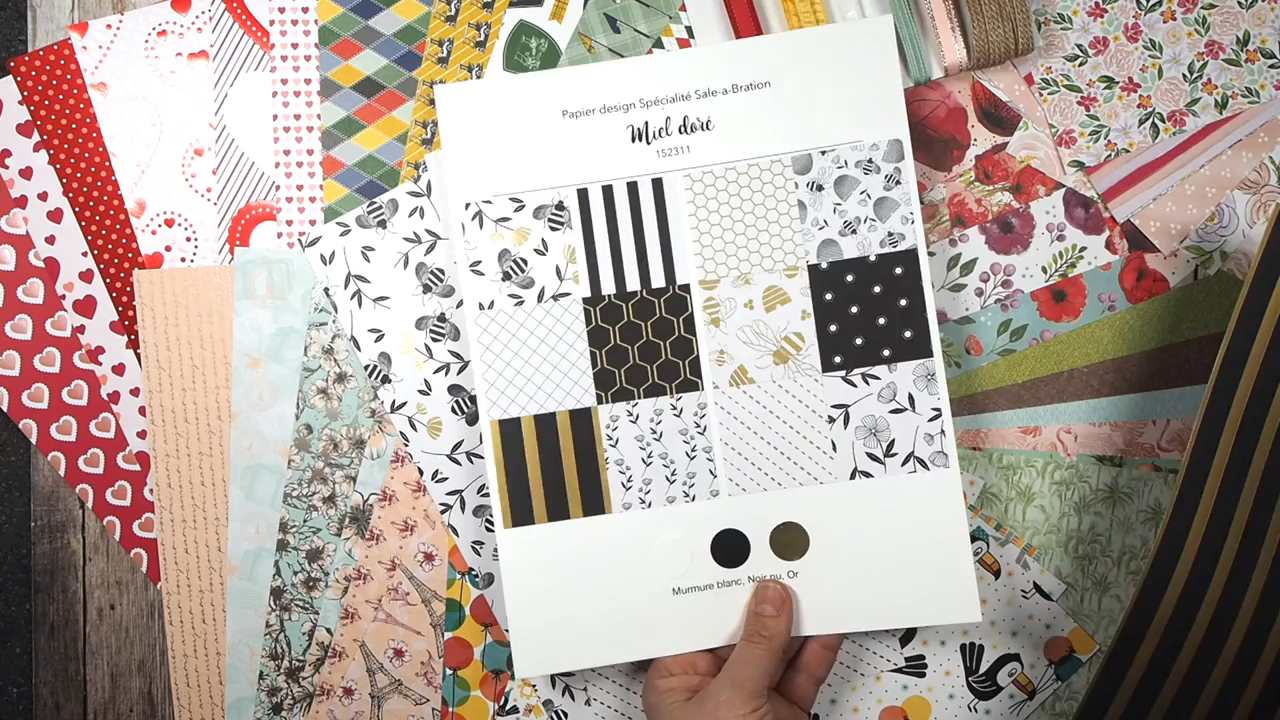 Papier design Spécialité Sale-a-Bration
Miel doré
152311
Murmure blanc, Noir nu, Or